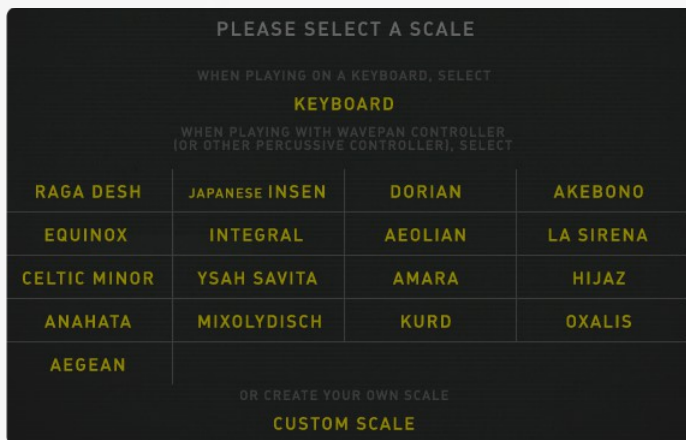 PLEASE SELECT A SCALE
WHEN PLAYING ON A KEYBOARD, SELECT
KEYBOARD
WHEN PLAYING WITH WAVEPAN CONTROLLER
(OR OTHER PERCUSSIVE CONTROLLER), SELECT
RAGA DESH JAPANESE INSEN DORIAN AKEBONO
EQUINOX INTEGRAL AEOLIAN LA SIRENA
CELTIC MINOR YSAH SAVITA AMARA HIJAZ
ANAHATA MIXOLYDISCH KURD OXALIS
AEGEAN
OR CREATE YOUR OWN SCALE
CUSTOM SCALE